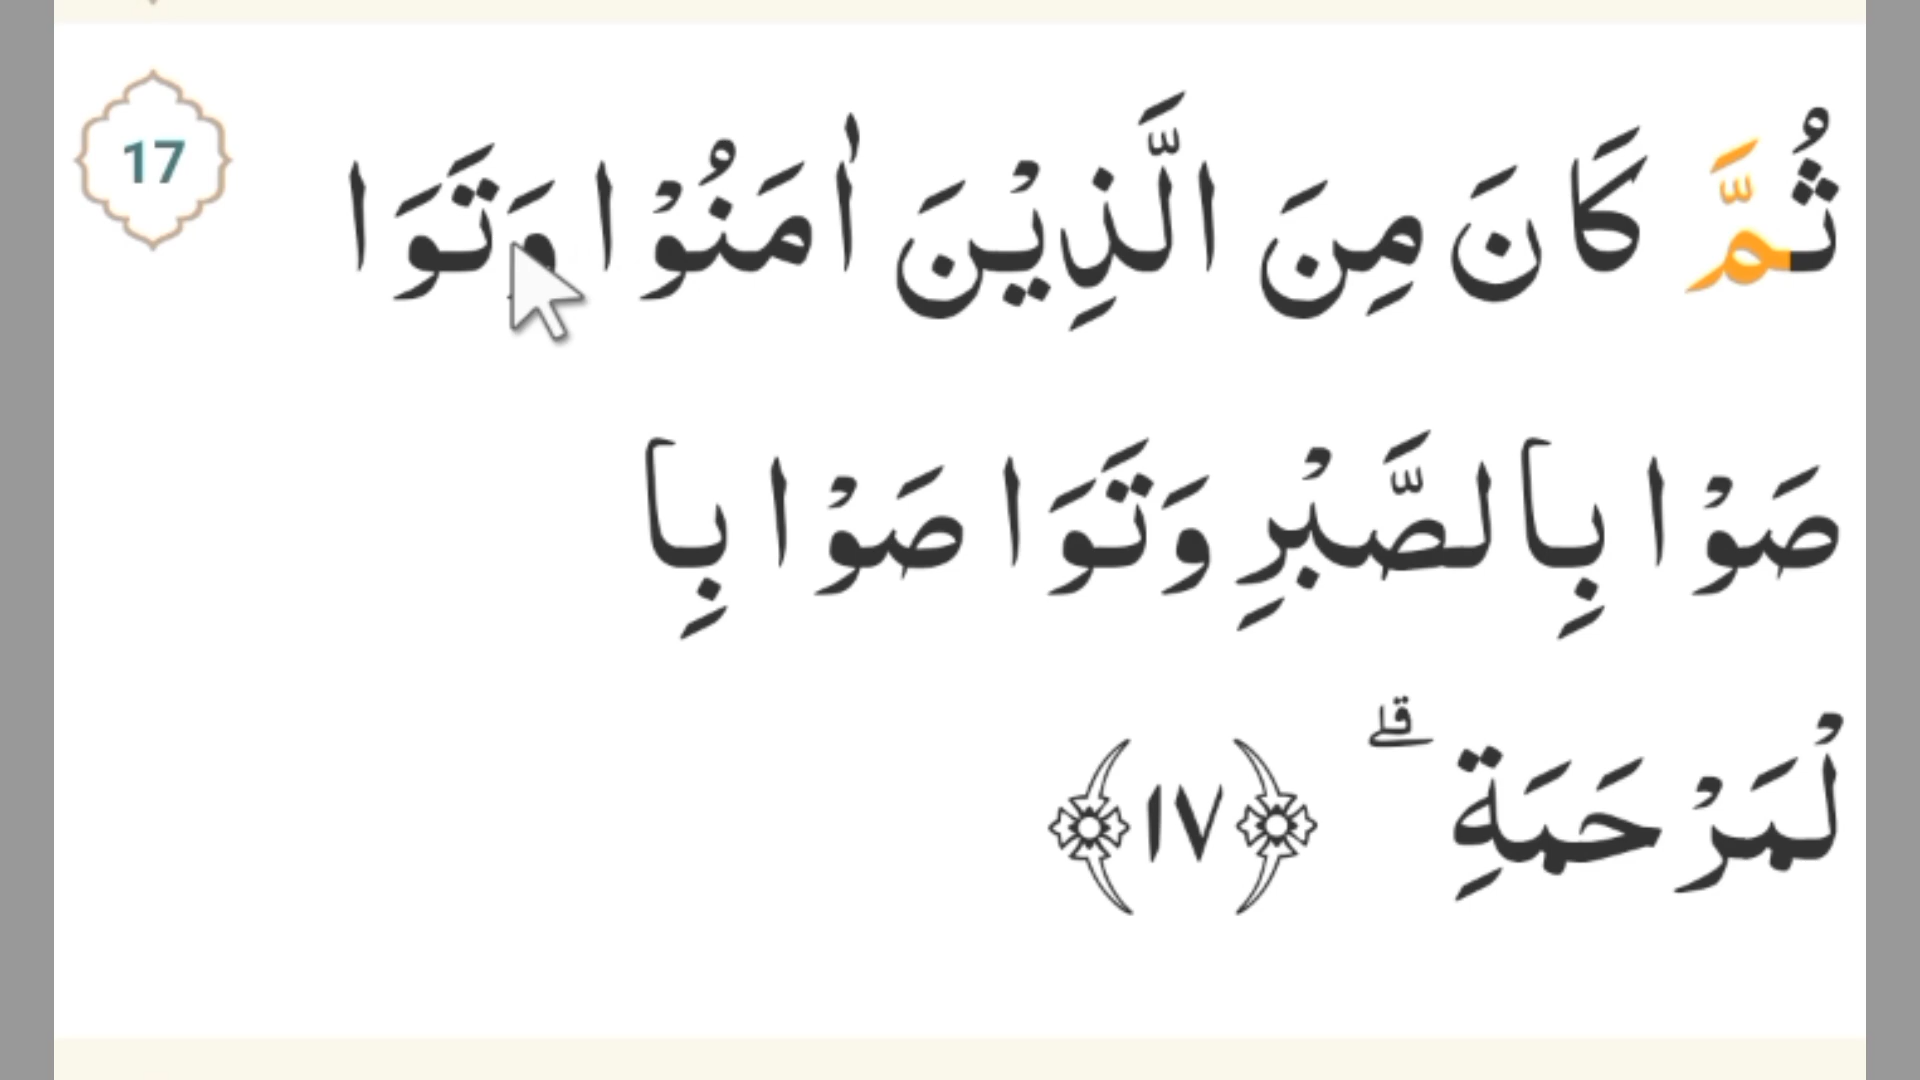 17
ثُمَّ كَانَ مِنَ الَّذِيْنَ اٰمَنُوْا وَتَوَا
صَوْا بِالصَّبْرِ وَتَوَا صَوْا بِا
لْمَرْحَمَةِ ۗ ﴿١٧﴾